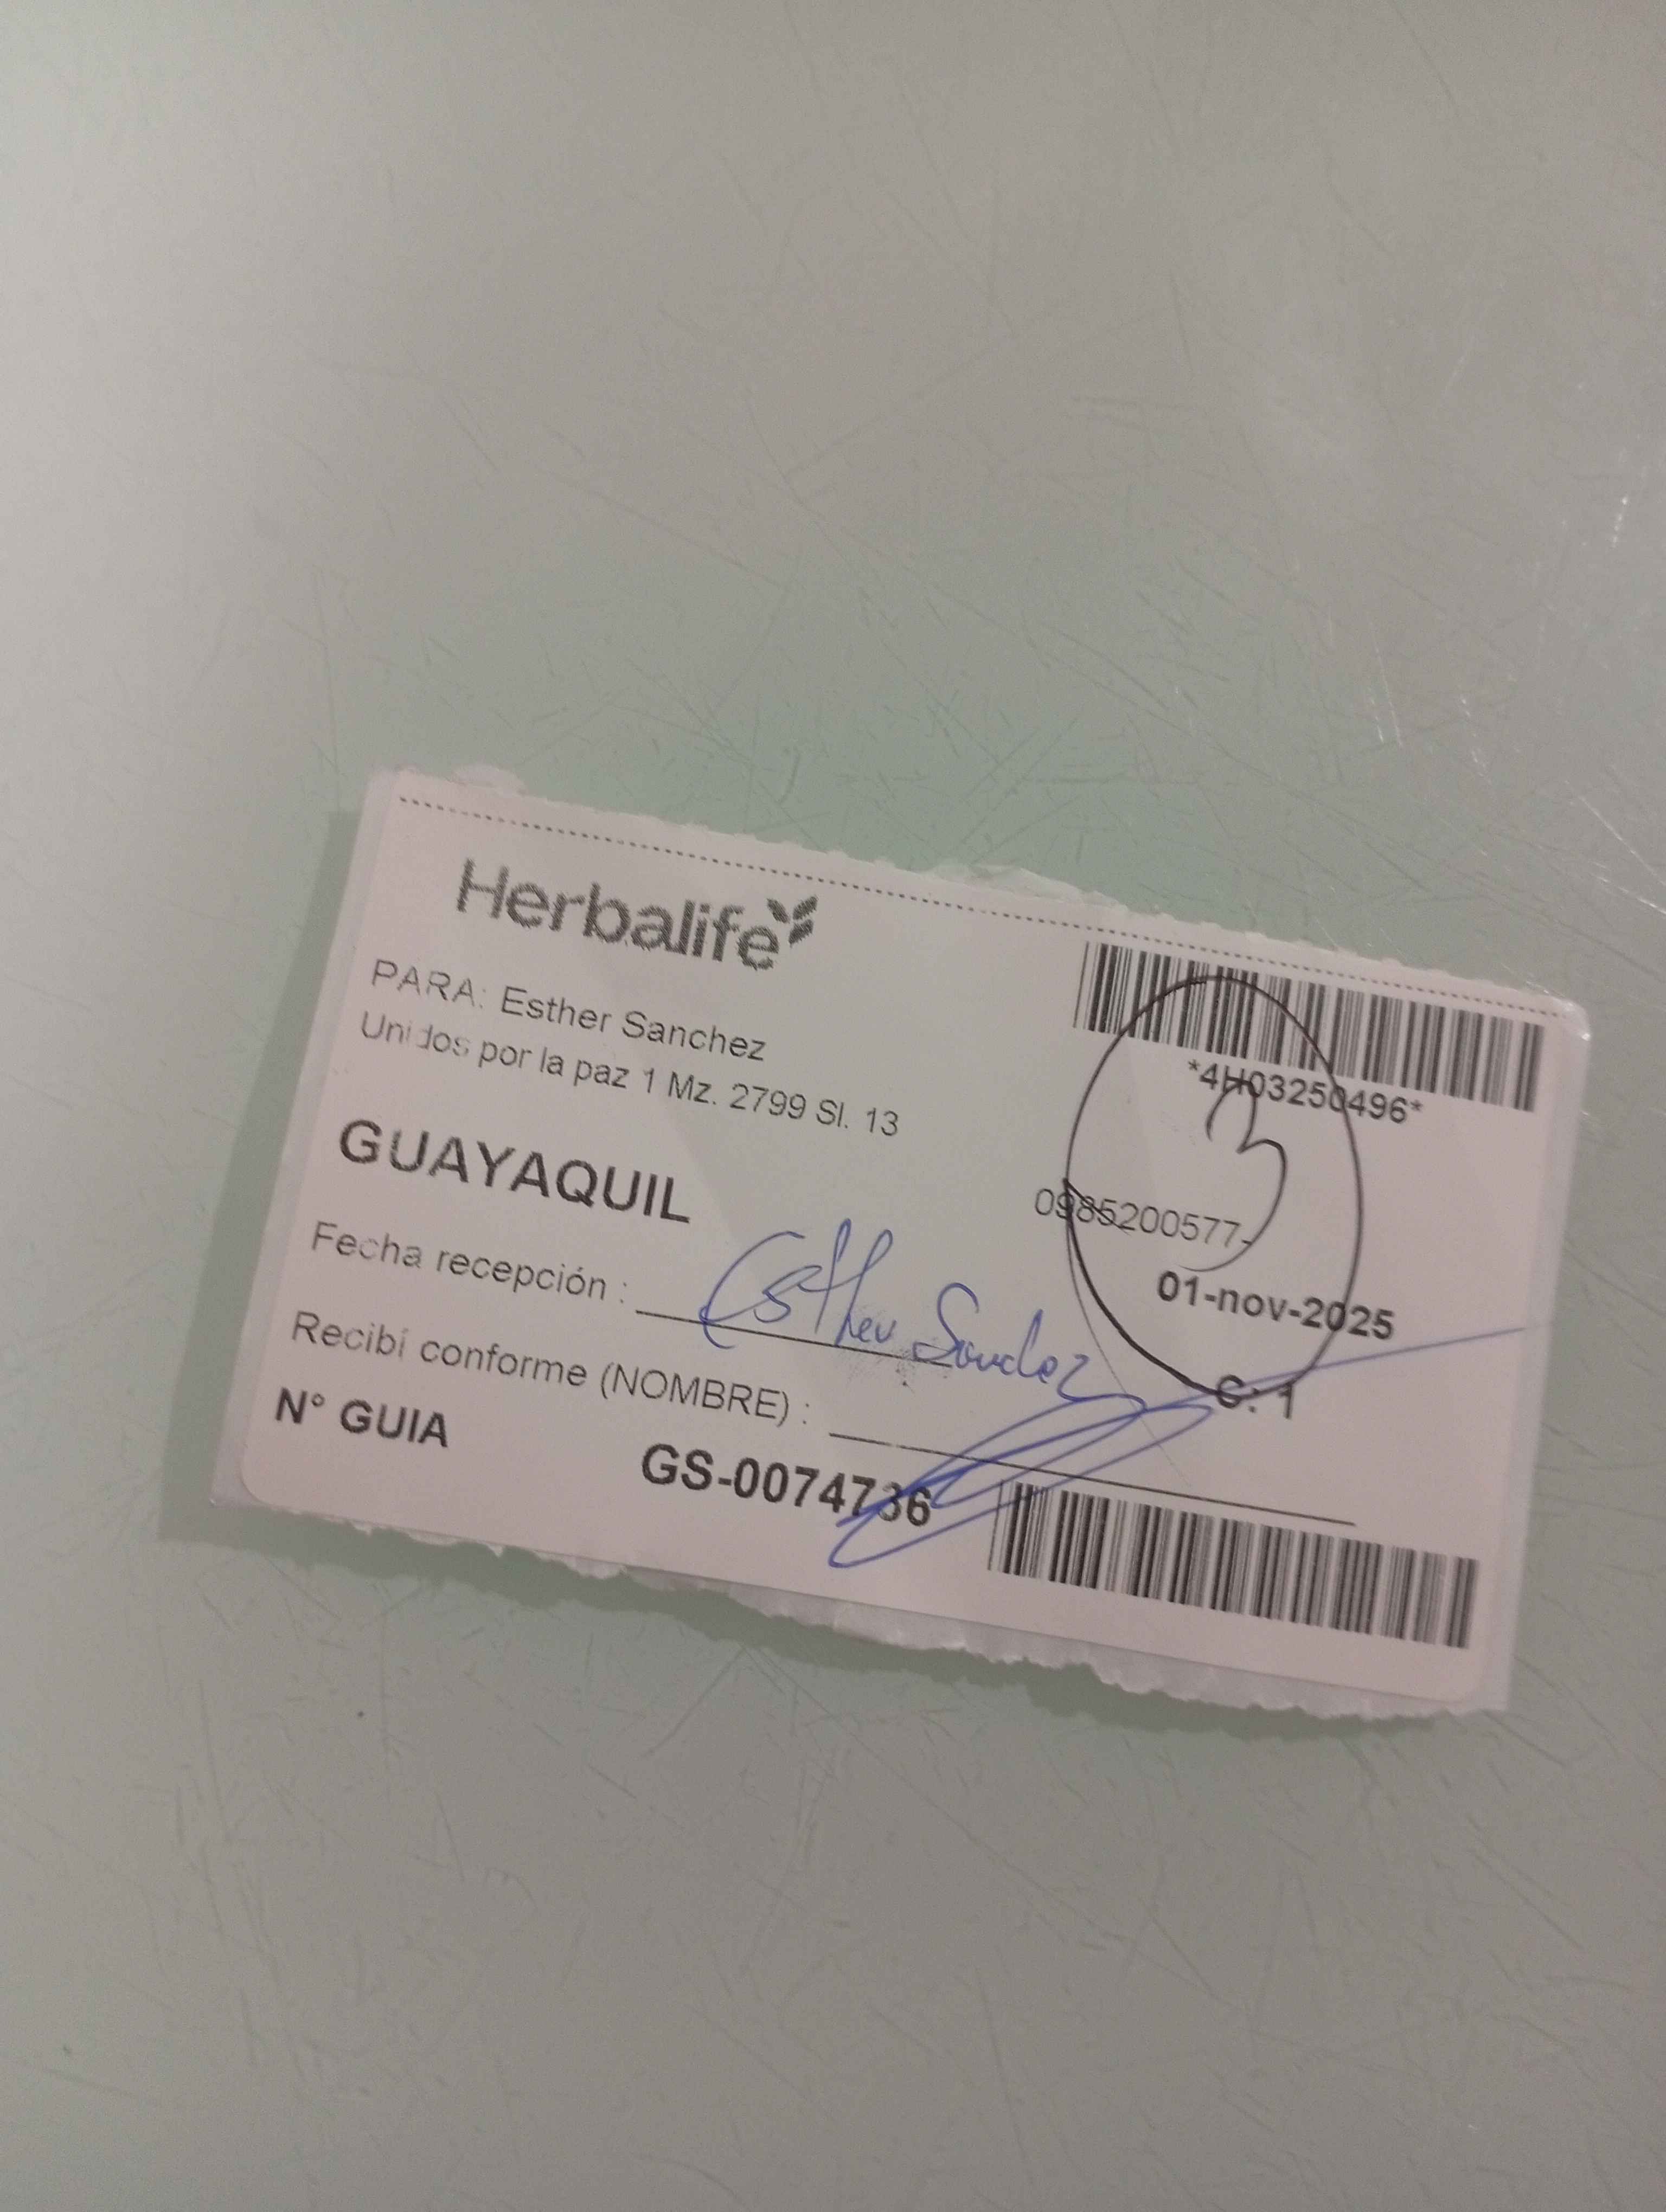 Herbalife
PARA: Esther Sanchez
Unidos por la paz 1 Mz. 2799 Sl. 13
*4H03250496*
3
GUAYAQUIL
0985200577-
01-nov-2025
Fecha recepción :
Esther Sanchez
C: 1
Recibí conforme (NOMBRE) :
N° GUIA
GS-0074736